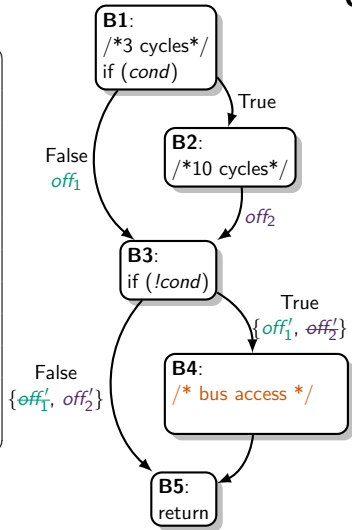 B1:
/*3 cycles*/
if (cond)
True
False
off₁
B2:
/*10 cycles*/
off₂
B3:
if (!cond)
True
{off₁′, off₂′}
False
{off₁′, off₂′}
B4:
/* bus access */
B5:
return